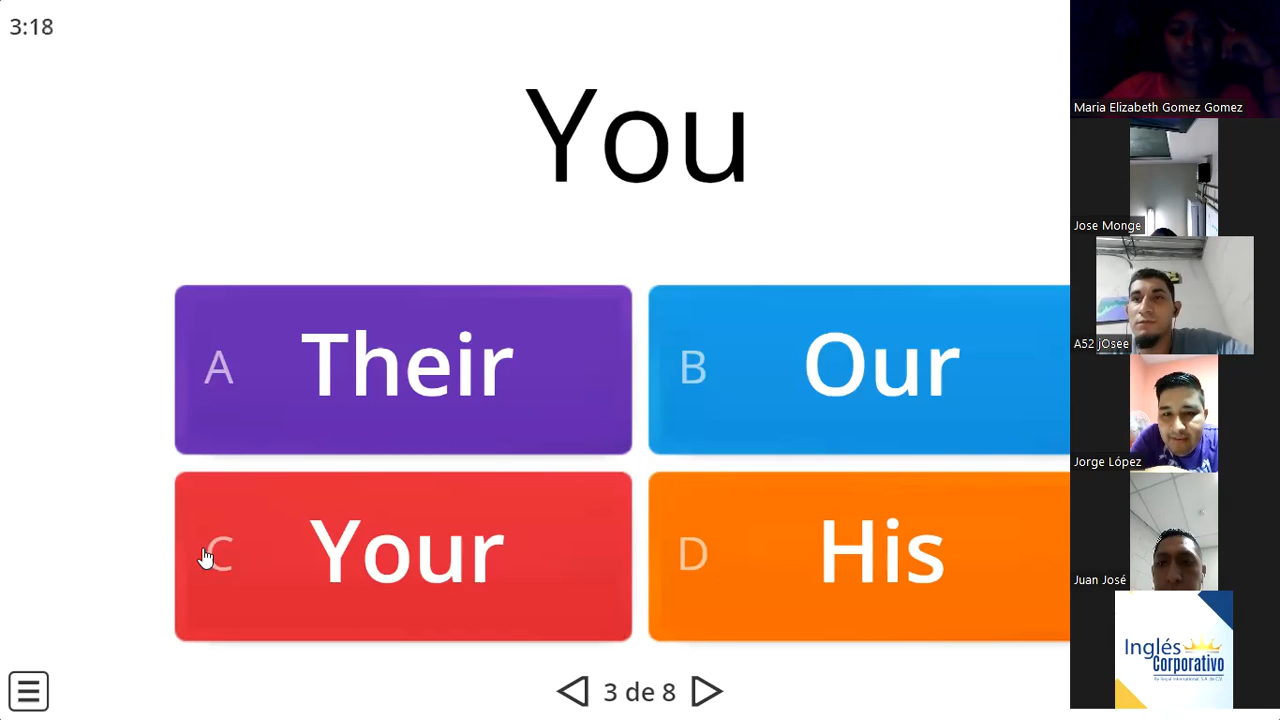 3:18
You
A Their
B Our
C Your
D His
3 de 8
Maria Elizabeth Gomez Gomez
Jose Monge
A52 jOsee
Jorge López
Juan José
Inglés
Corporativo